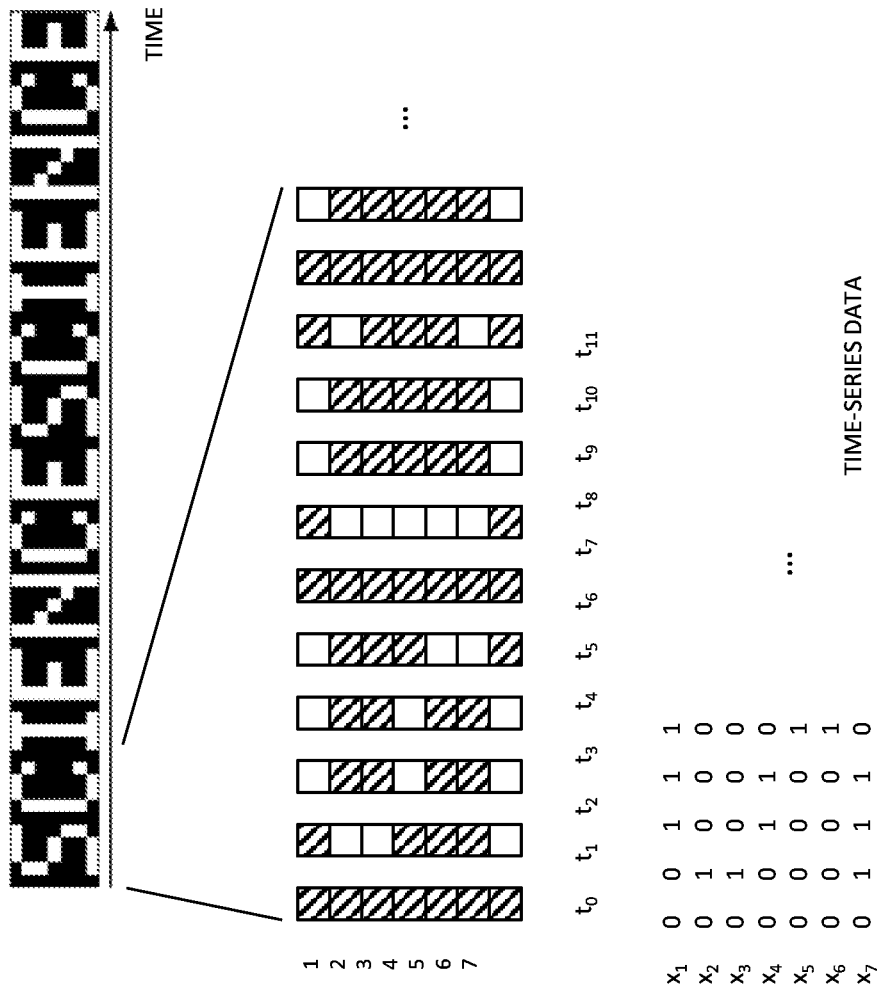 SCIENCESCIENCE
TIME
1
2
3
4
5
6
7
...
t0 t1 t2 t3 t4 t5 t6 t7 t8 t9 t10 t11
x1 0 0 1 1 1
x2 0 1 0 0 0
x3 0 1 0 0 0
x4 0 0 1 1 0
...
x5 0 0 0 0 1
x6 0 0 0 0 1
x7 0 1 1 1 0
TIME-SERIES DATA